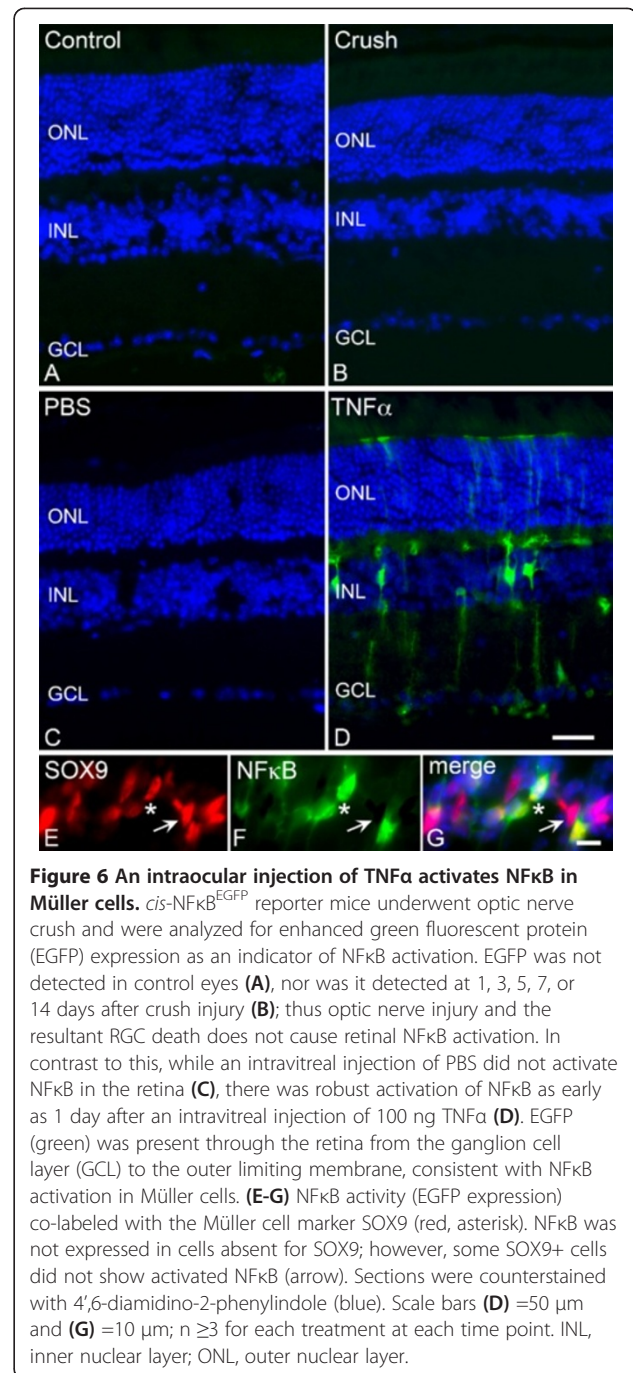 Control
Crush
ONL
ONL
INL
INL
GCL
GCL
A
B
PBS
TNFα
ONL
ONL
INL
INL
GCL
GCL
C
D
SOX9
NFκB
merge
*
*
*
E
F
G
Figure 6 An intraocular injection of TNFα activates NFκB in
Müller cells. cis-NFκBEGFP reporter mice underwent optic nerve
crush and were analyzed for enhanced green fluorescent protein
(EGFP) expression as an indicator of NFκB activation. EGFP was not
detected in control eyes (A), nor was it detected at 1, 3, 5, 7, or
14 days after crush injury (B); thus optic nerve injury and the
resultant RGC death does not cause retinal NFκB activation. In
contrast to this, while an intravitreal injection of PBS did not activate
NFκB in the retina (C), there was robust activation of NFκB as early
as 1 day after an intravitreal injection of 100 ng TNFα (D). EGFP
(green) was present through the retina from the ganglion cell
layer (GCL) to the outer limiting membrane, consistent with NFκB
activation in Müller cells. (E-G) NFκB activity (EGFP expression)
co-labeled with the Müller cell marker SOX9 (red, asterisk). NFκB was
not expressed in cells absent for SOX9; however, some SOX9+ cells
did not show activated NFκB (arrow). Sections were counterstained
with 4′,6-diamidino-2-phenylindole (blue). Scale bars (D) =50 μm
and (G) =10 μm; n ≥3 for each treatment at each time point. INL,
inner nuclear layer; ONL, outer nuclear layer.